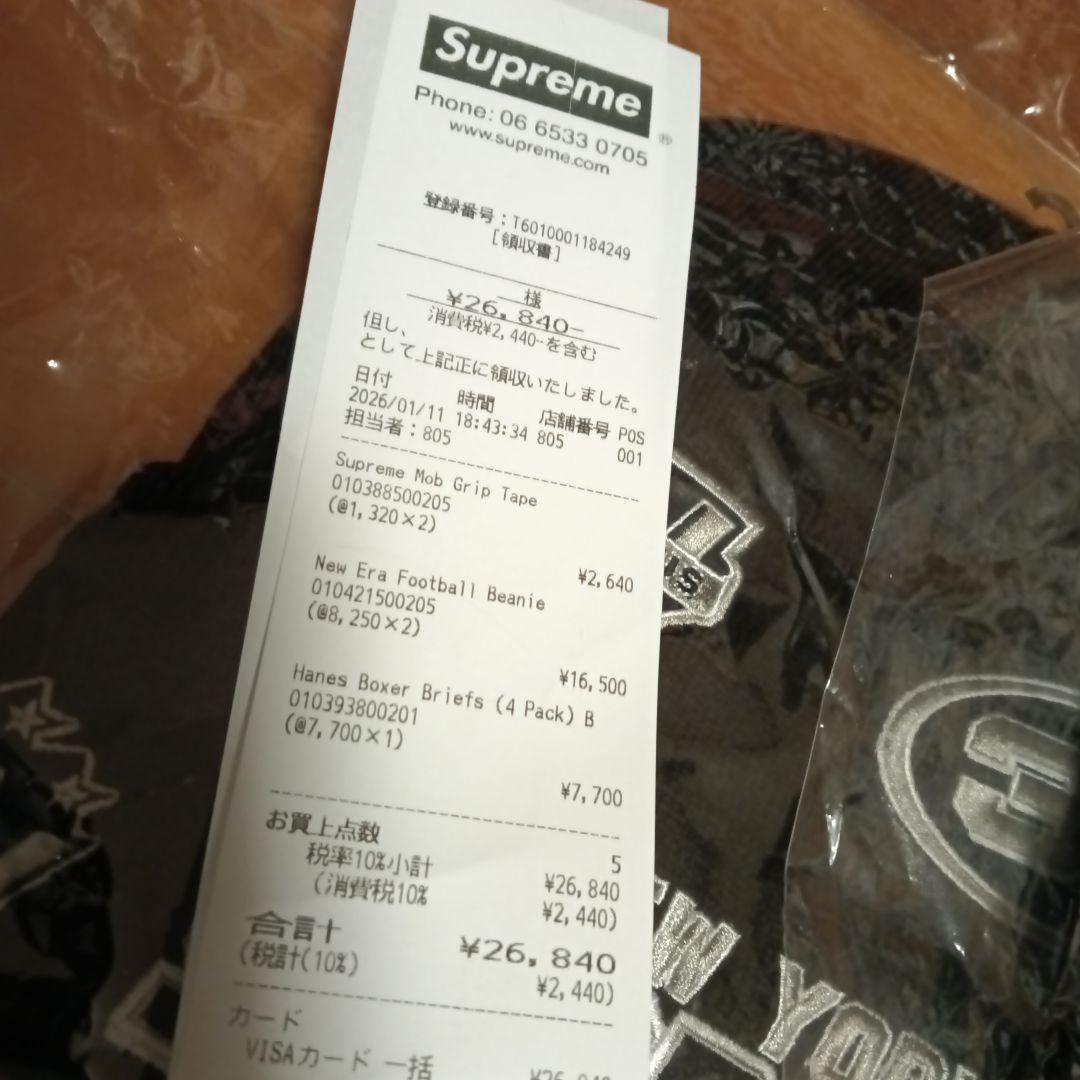 Supreme
®
Phone: 06 6533 0705
www.supreme.com
登録番号:T6010001184249
[領収書]
様
¥26,840-
消費税¥2,440-を含む
但し、
として上記正に領収いたしました。
日付 時間 店舗番号 POS
2026/01/11 18:43:34 805 001
担当者:805
Supreme Mob Grip Tape
010388500205
(@1,320×2)
¥2,640
New Era Football Beanie
010421500205
(@8,250×2)
¥16,500
Hanes Boxer Briefs (4 Pack) B
010393800201
(@7,700×1)
¥7,700
お買上点数 5
税率10%小計 ¥26,840
(消費税10% ¥2,440)
合計 ¥26,840
(税計(10%) ¥2,440)
カード
VISAカード 一括 ¥26,840
YORK